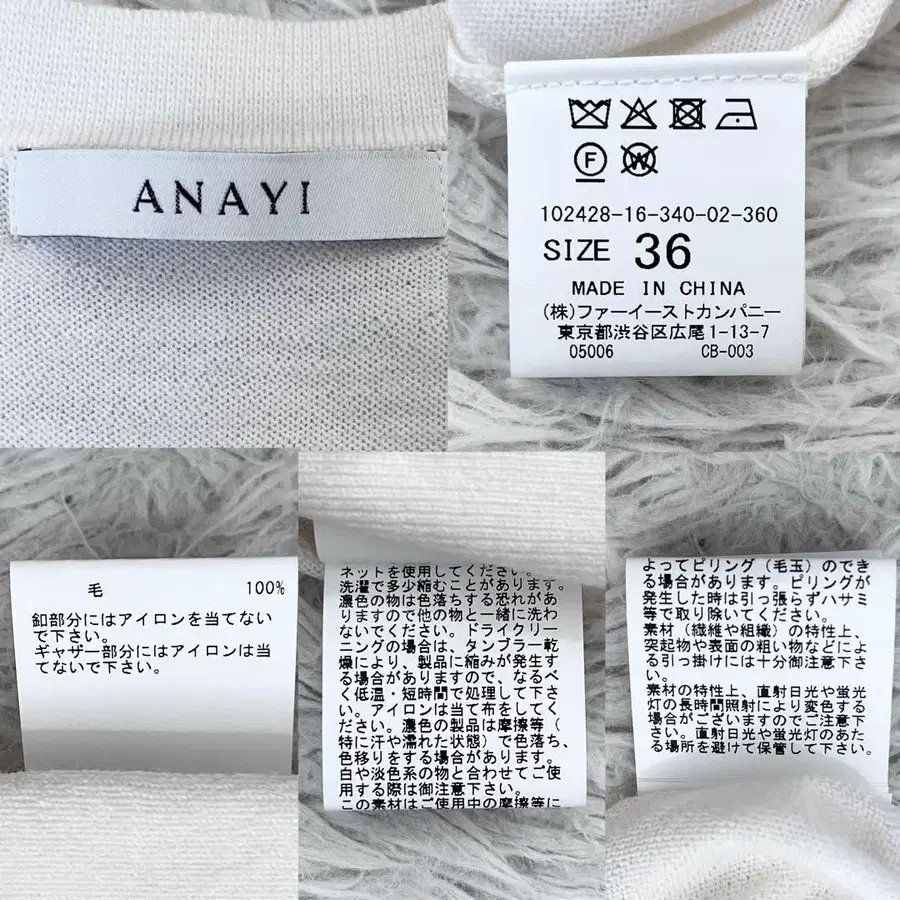 ANAYI
F
W
102428-16-340-02-360
SIZE 36
MADE IN CHINA
(株)ファーイーストカンパニー
東京都渋谷区広尾1-13-7
05006 CB-003
毛 100%
釦部分にはアイロンを当てない
で下さい。
ギャザー部分にはアイロンは当
てないで下さい。
ネットを使用してください。
洗濯で多少縮むことがあります。
濃色の物は色落ちする恐れがあ
りますので他の物と一緒に洗わ
ないでください。ドライクリー
ニングの場合は、タンブラー乾
燥により、製品に縮みが発生す
る場合がありますので、なるべ
く低温・短時間で処理して下さ
い。アイロンは当て布をしてく
ださい。濃色の製品は摩擦等（
特に汗や濡れた状態）で色落ち、
色移りをする場合があります。
白や淡色系の物と合わせてご使
用する際は御注意下さい。
この素材はご使用中の摩擦等に
よってピリング（毛玉）のでき
る場合があります。ピリングが
発生した時は引っ張らずハサミ
等で取り除いてください。
素材（繊維や組織）の特性上、
突起物や表面の粗い物などによ
る引っ掛けには十分御注意下さ
い。
素材の特性上、直射日光や蛍光
灯の長時間照射により変色する
場合がございますのでご注意下
さい。直射日光や蛍光灯のあた
る場所を避けて保管して下さい。